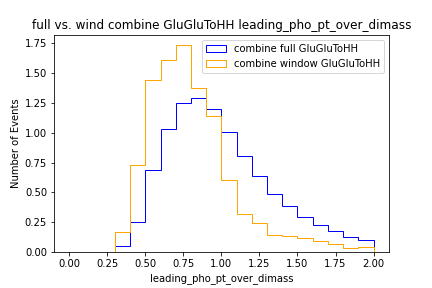 full vs. wind combine GluGluToHH leading_pho_pt_over_dimass
combine full GluGluToHH
combine window GluGluToHH
Number of Events
1.75
1.50
1.25
1.00
0.75
0.50
0.25
0.00
0.00 0.25 0.50 0.75 1.00 1.25 1.50 1.75 2.00
leading_pho_pt_over_dimass